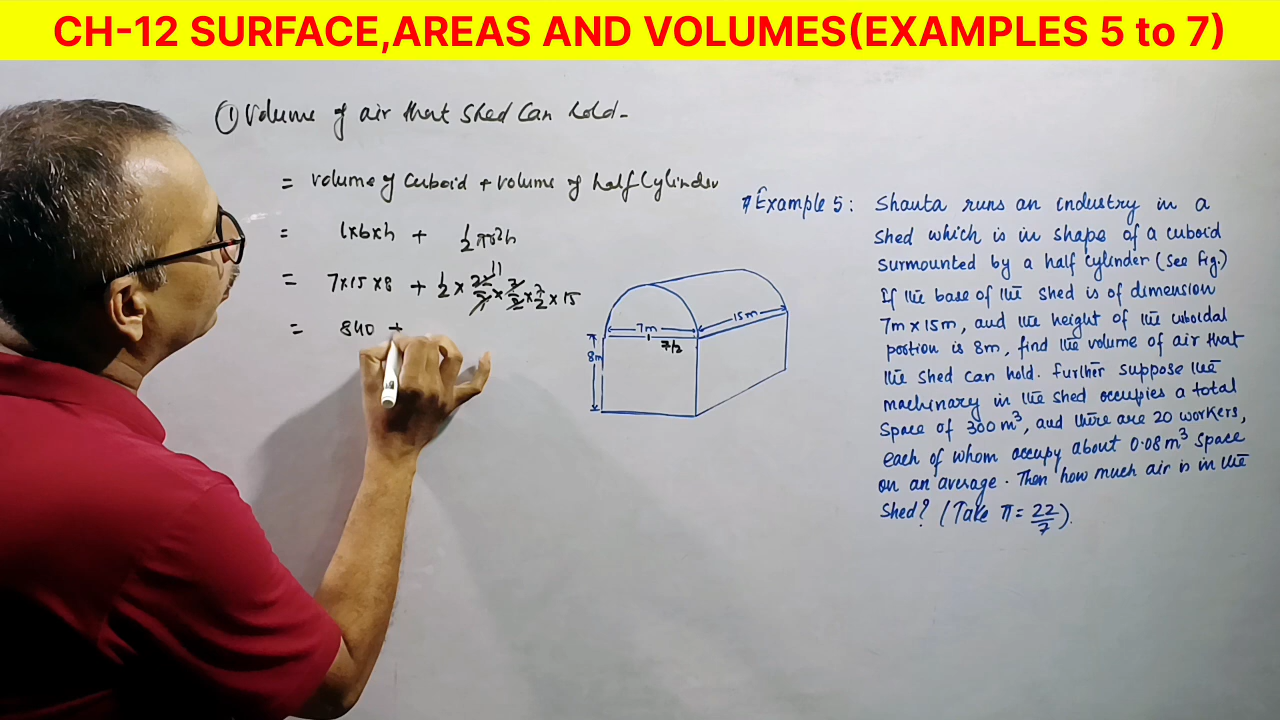 CH-12 SURFACE,AREAS AND VOLUMES(EXAMPLES 5 to 7)
① Volume of air that shed can hold-
= volume of cuboid + volume of half Cylinder
= l×b×h + 1/2 πr²h
= 7×15×8 + 1/2 × 22/7 × 7/2 × 7/2 × 15
11
= 840 +
7m
15m
7/2
8m
Example 5: Shauta runs an industry in a
shed which is in shape of a cuboid
surmounted by a half cylinder (see fig.)
If the base of the shed is of dimension
7m x 15m, and the height of the cuboidal
portion is 8m, find the volume of air that
the shed can hold. further suppose the
machinary in the shed occupies a total
space of 300 m³, and there are 20 workers,
each of whom occupy about 0.08 m³ space
on an average. Then how much air is in the
shed? (Take π = 22/7).